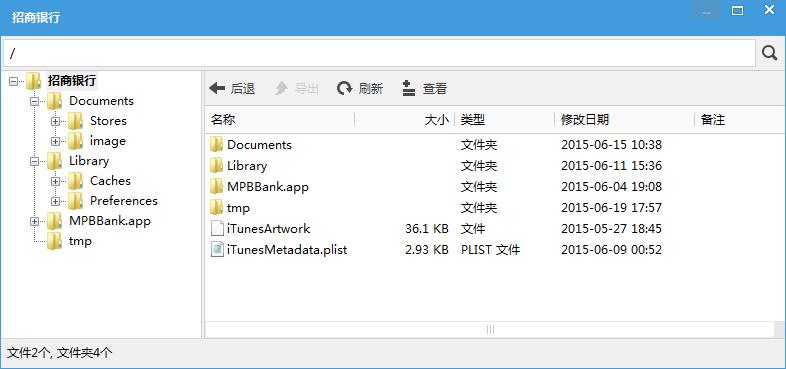 招商银行
/
招商银行
Documents
Stores
image
Library
Caches
Preferences
MPBBank.app
tmp
后退 导出 刷新 查看
名称 大小 类型 修改日期 备注
Documents 文件夹 2015-06-15 10:38
Library 文件夹 2015-06-11 15:36
MPBBank.app 文件夹 2015-06-04 19:08
tmp 文件夹 2015-06-19 17:57
iTunesArtwork 36.1 KB 文件 2015-05-27 18:45
iTunesMetadata.plist 2.93 KB PLIST 文件 2015-06-09 00:52
文件2个, 文件夹4个